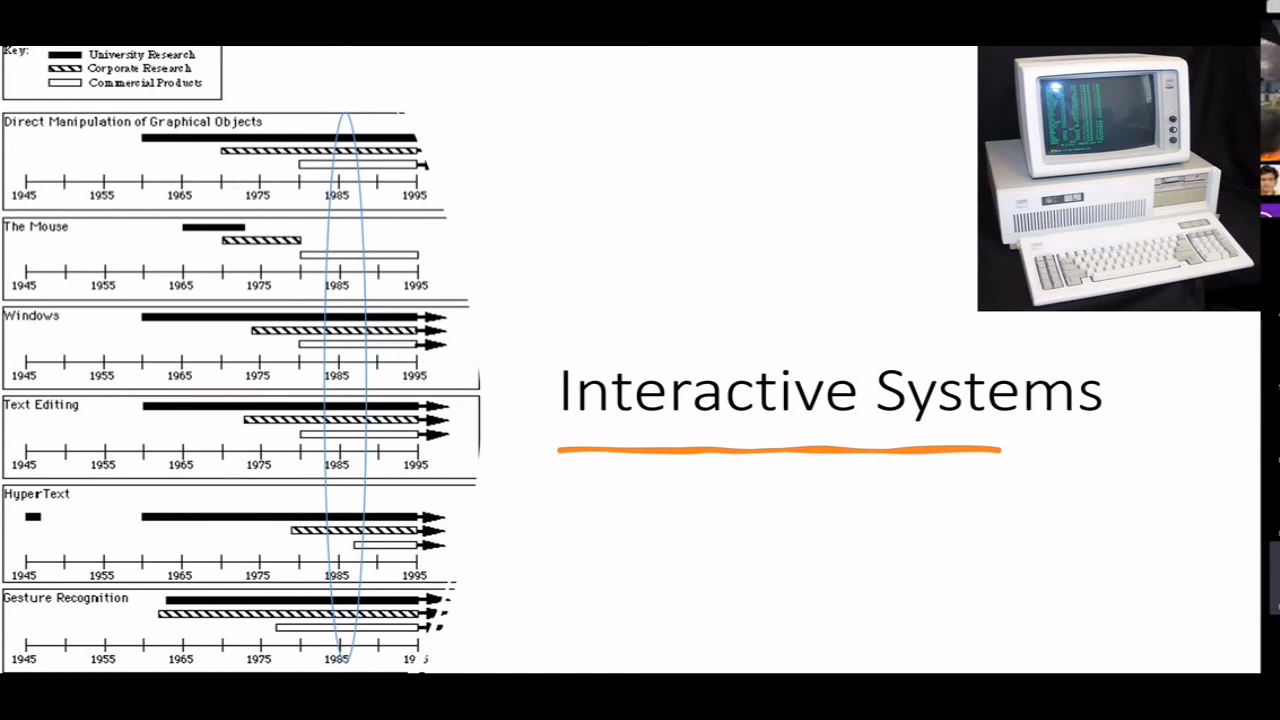 Key:
University Research
Corporate Research
Commercial Products
Direct Manipulation of Graphical Objects
1945 1955 1965 1975 1985 1995
The Mouse
1945 1955 1965 1975 1985 1995
Windows
1945 1955 1965 1975 1985 1995
Text Editing
1945 1955 1965 1975 1985 1995
HyperText
1945 1955 1965 1975 1985 1995
Gesture Recognition
1945 1955 1965 1975 1985
Interactive Systems